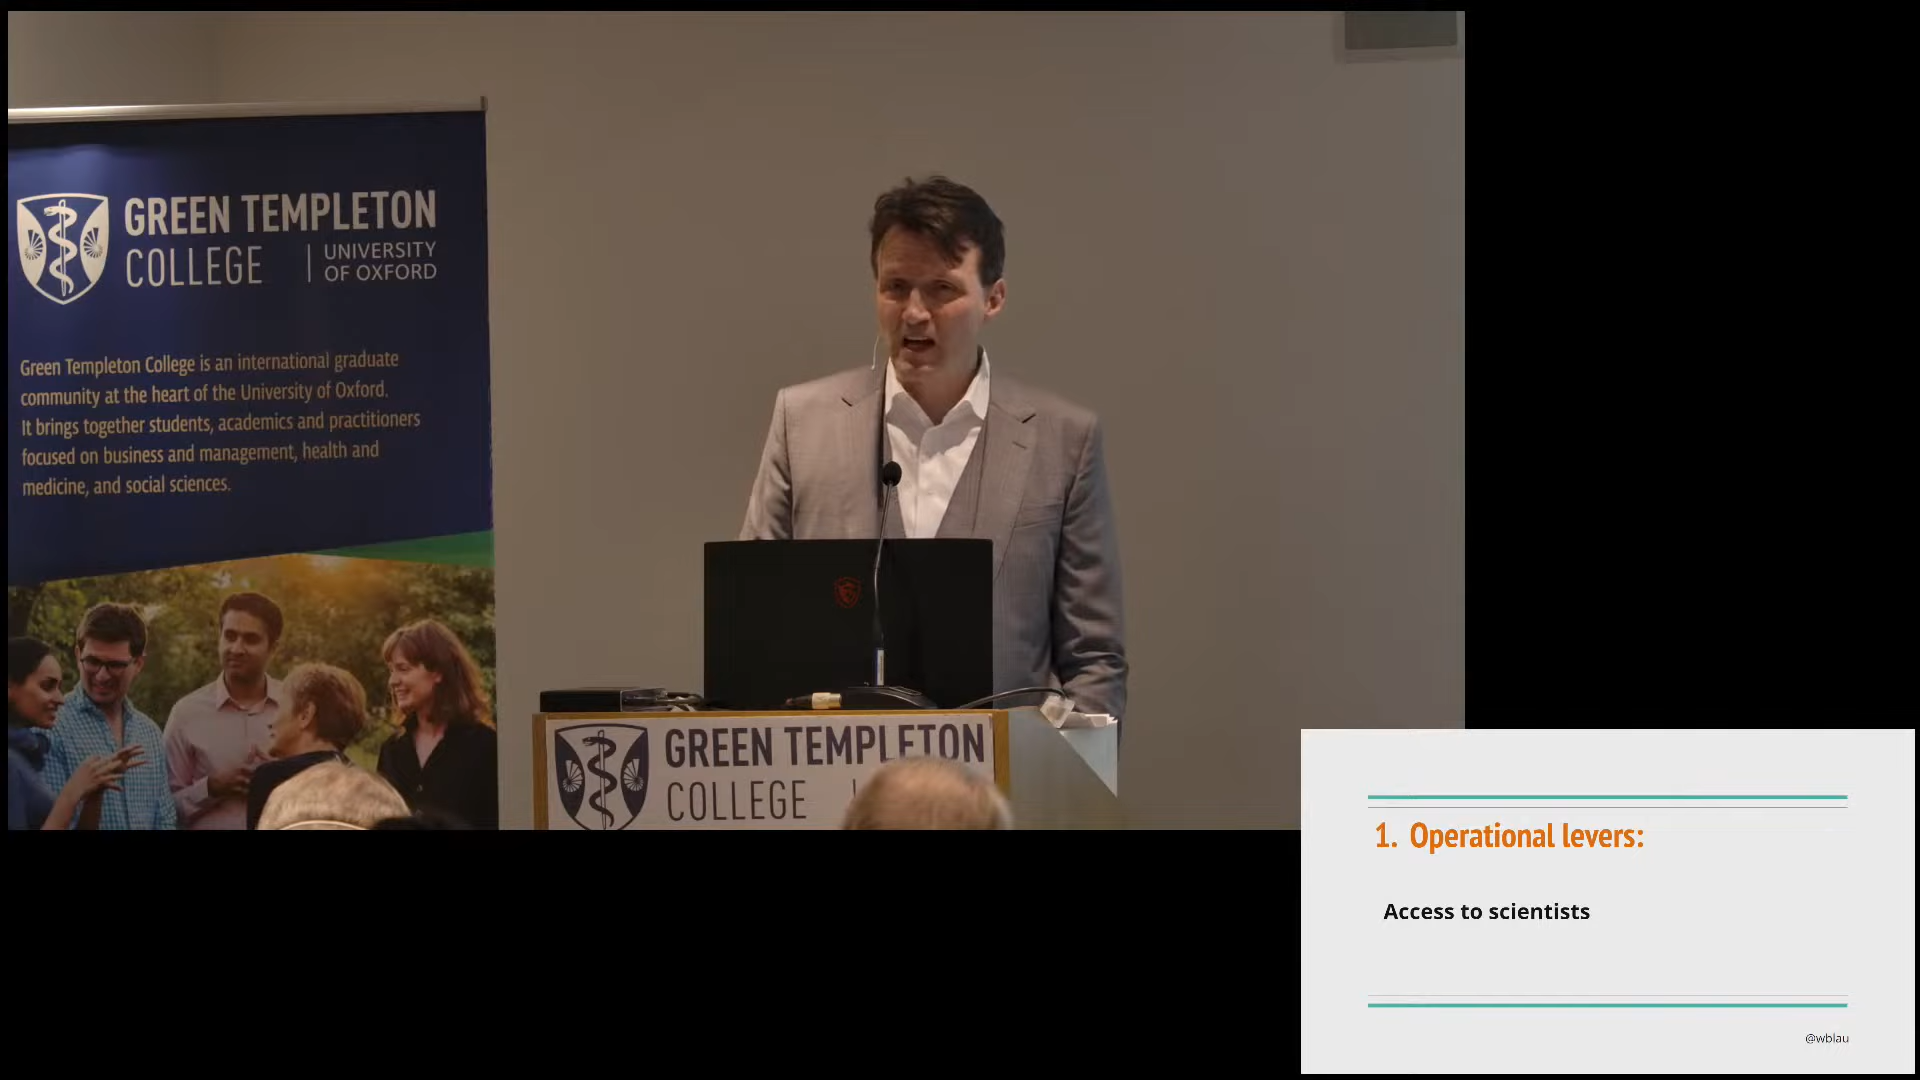 GREEN TEMPLETON
COLLEGE
UNIVERSITY
OF OXFORD
Green Templeton College is an international graduate
community at the heart of the University of Oxford.
It brings together students, academics and practitioners
focused on business and management, health and
medicine, and social sciences.
GREEN TEMPLETON
COLLEGE
1. Operational levers:
Access to scientists
@wblau